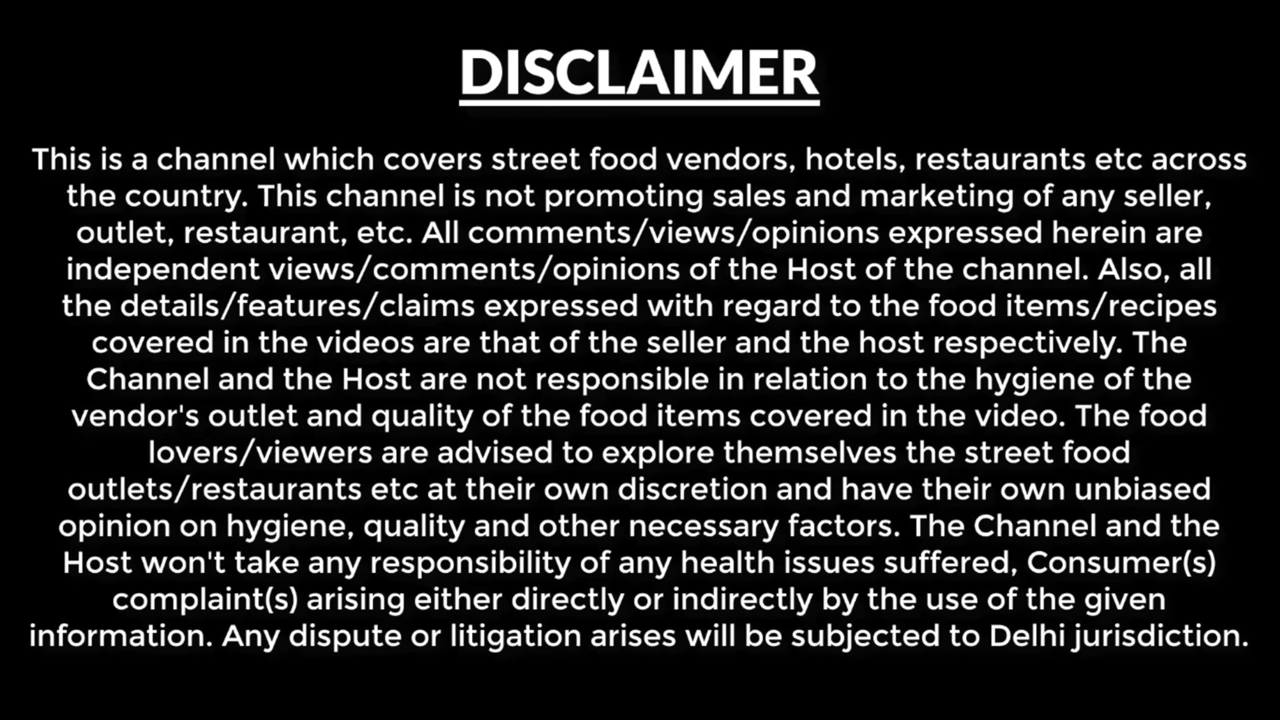 DISCLAIMER
This is a channel which covers street food vendors, hotels, restaurants etc across
the country. This channel is not promoting sales and marketing of any seller,
outlet, restaurant, etc. All comments/views/opinions expressed herein are
independent views/comments/opinions of the Host of the channel. Also, all
the details/features/claims expressed with regard to the food items/recipes
covered in the videos are that of the seller and the host respectively. The
Channel and the Host are not responsible in relation to the hygiene of the
vendor's outlet and quality of the food items covered in the video. The food
lovers/viewers are advised to explore themselves the street food
outlets/restaurants etc at their own discretion and have their own unbiased
opinion on hygiene, quality and other necessary factors. The Channel and the
Host won't take any responsibility of any health issues suffered, Consumer(s)
complaint(s) arising either directly or indirectly by the use of the given
information. Any dispute or litigation arises will be subjected to Delhi jurisdiction.